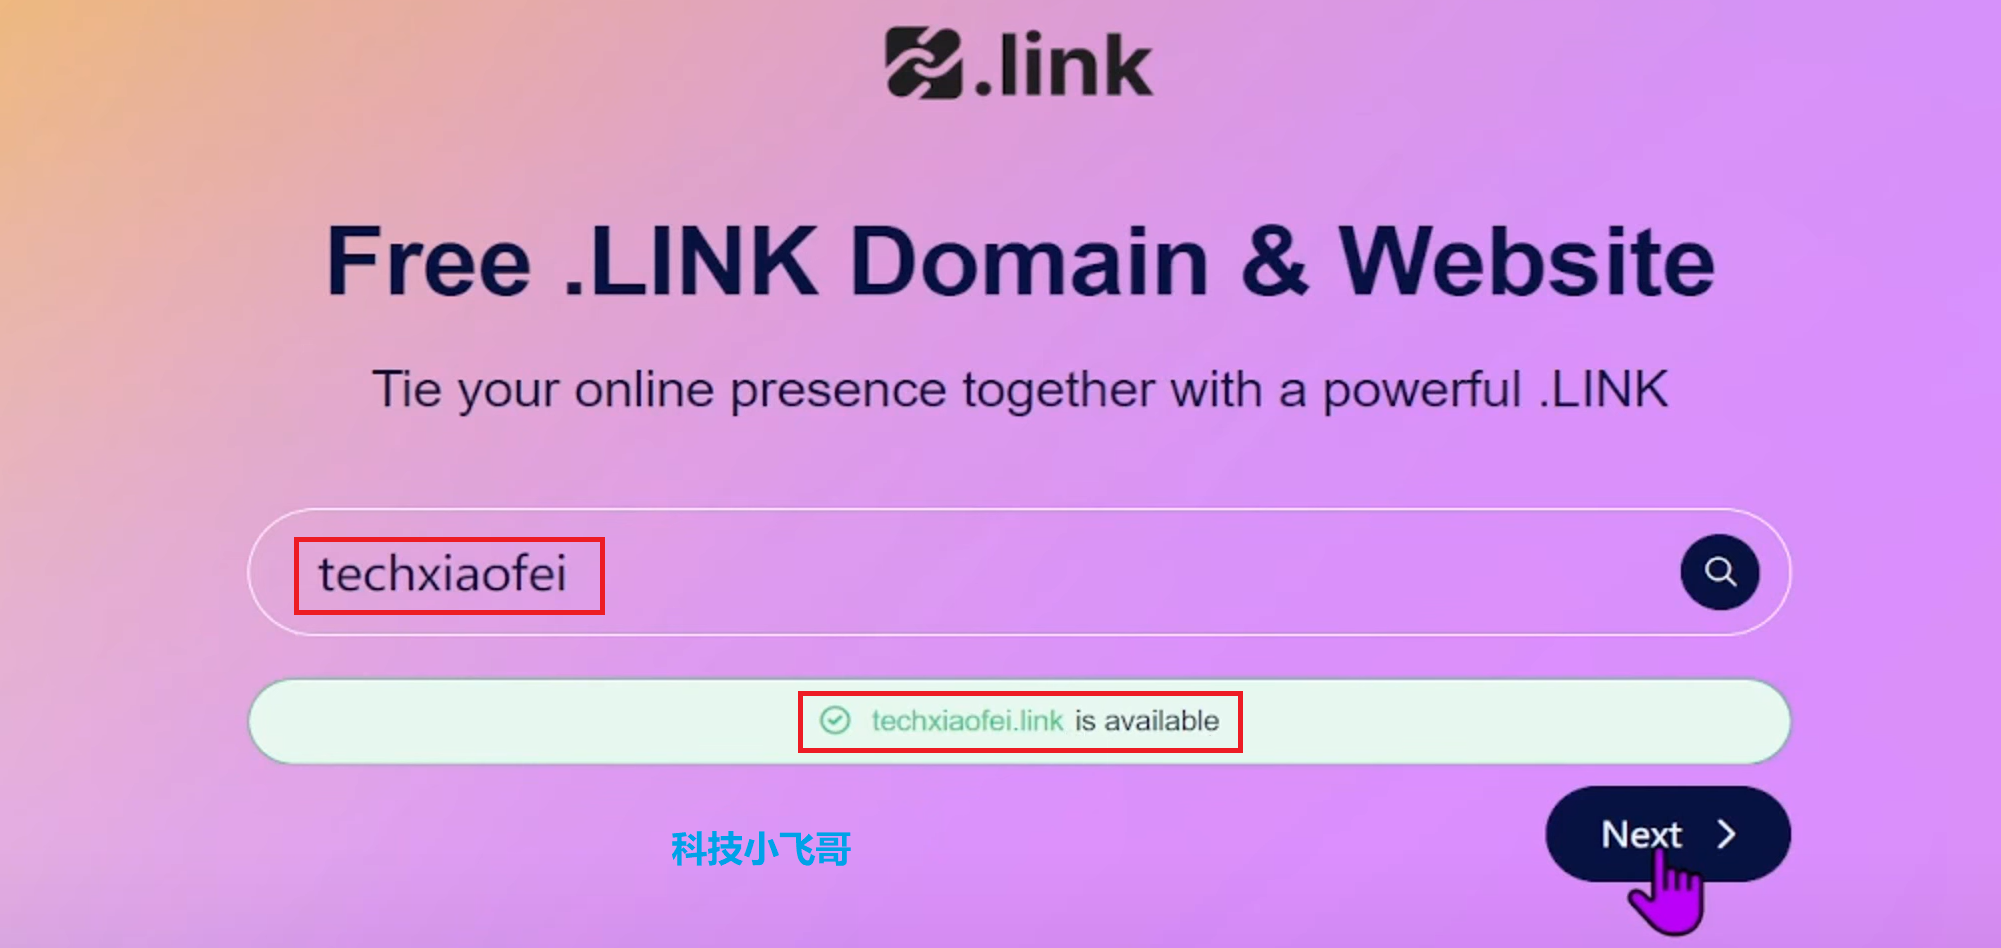 .link
Free .LINK Domain & Website
Tie your online presence together with a powerful .LINK
techxiaofei
techxiaofei.link is available
Next
科技小飞哥